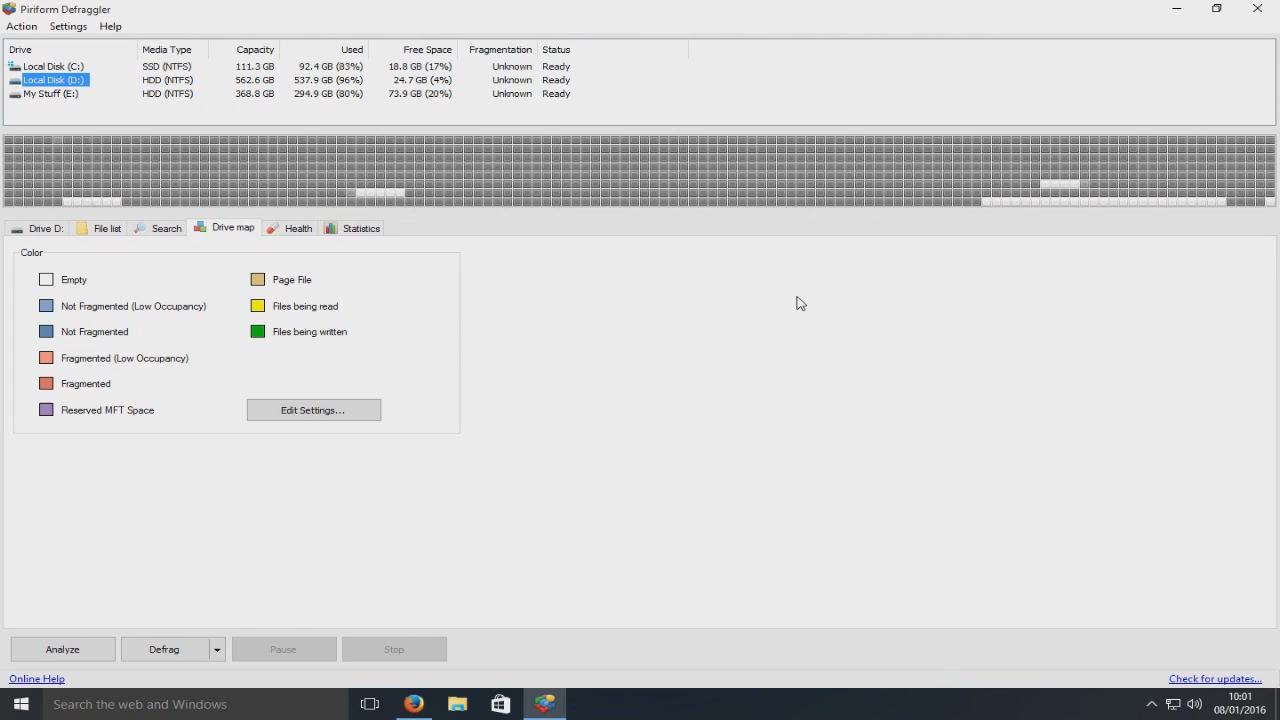 Piriform Defraggler
Action Settings Help
Drive Media Type Capacity Used Free Space Fragmentation Status
Local Disk (C:) SSD (NTFS) 111.3 GB 92.4 GB (83%) 18.8 GB (17%) Unknown Ready
Local Disk (D:) HDD (NTFS) 562.6 GB 537.9 GB (96%) 24.7 GB (4%) Unknown Ready
My Stuff (E:) HDD (NTFS) 368.8 GB 294.9 GB (80%) 73.9 GB (20%) Unknown Ready
Drive D: File list Search Drive map Health Statistics
Color
Empty Page File
Not Fragmented (Low Occupancy) Files being read
Not Fragmented Files being written
Fragmented (Low Occupancy)
Fragmented
Reserved MFT Space Edit Settings...
Analyze Defrag Pause Stop
Online Help Check for updates...
Search the web and Windows 10:01
08/01/2016